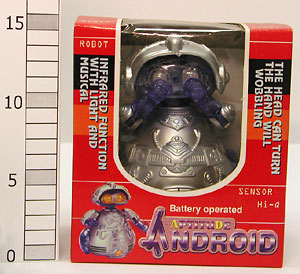 15
10
5
0
ROBOT
INFRARED FUNCTION
WITH LIGHT AND
MUSICAL
THE HEAD CAN TURN
THE HAND WILL
WOBBLING
SENSOR
Hi-a
Battery operated
APTITUDE
ANDROID